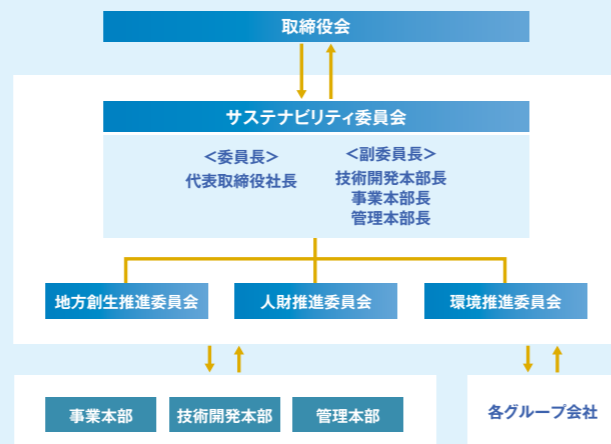 取締役会
サステナビリティ委員会
＜委員長＞
代表取締役社長
＜副委員長＞
技術開発本部長
事業本部長
管理本部長
地方創生推進委員会
人財推進委員会
環境推進委員会
事業本部
技術開発本部
管理本部
各グループ会社